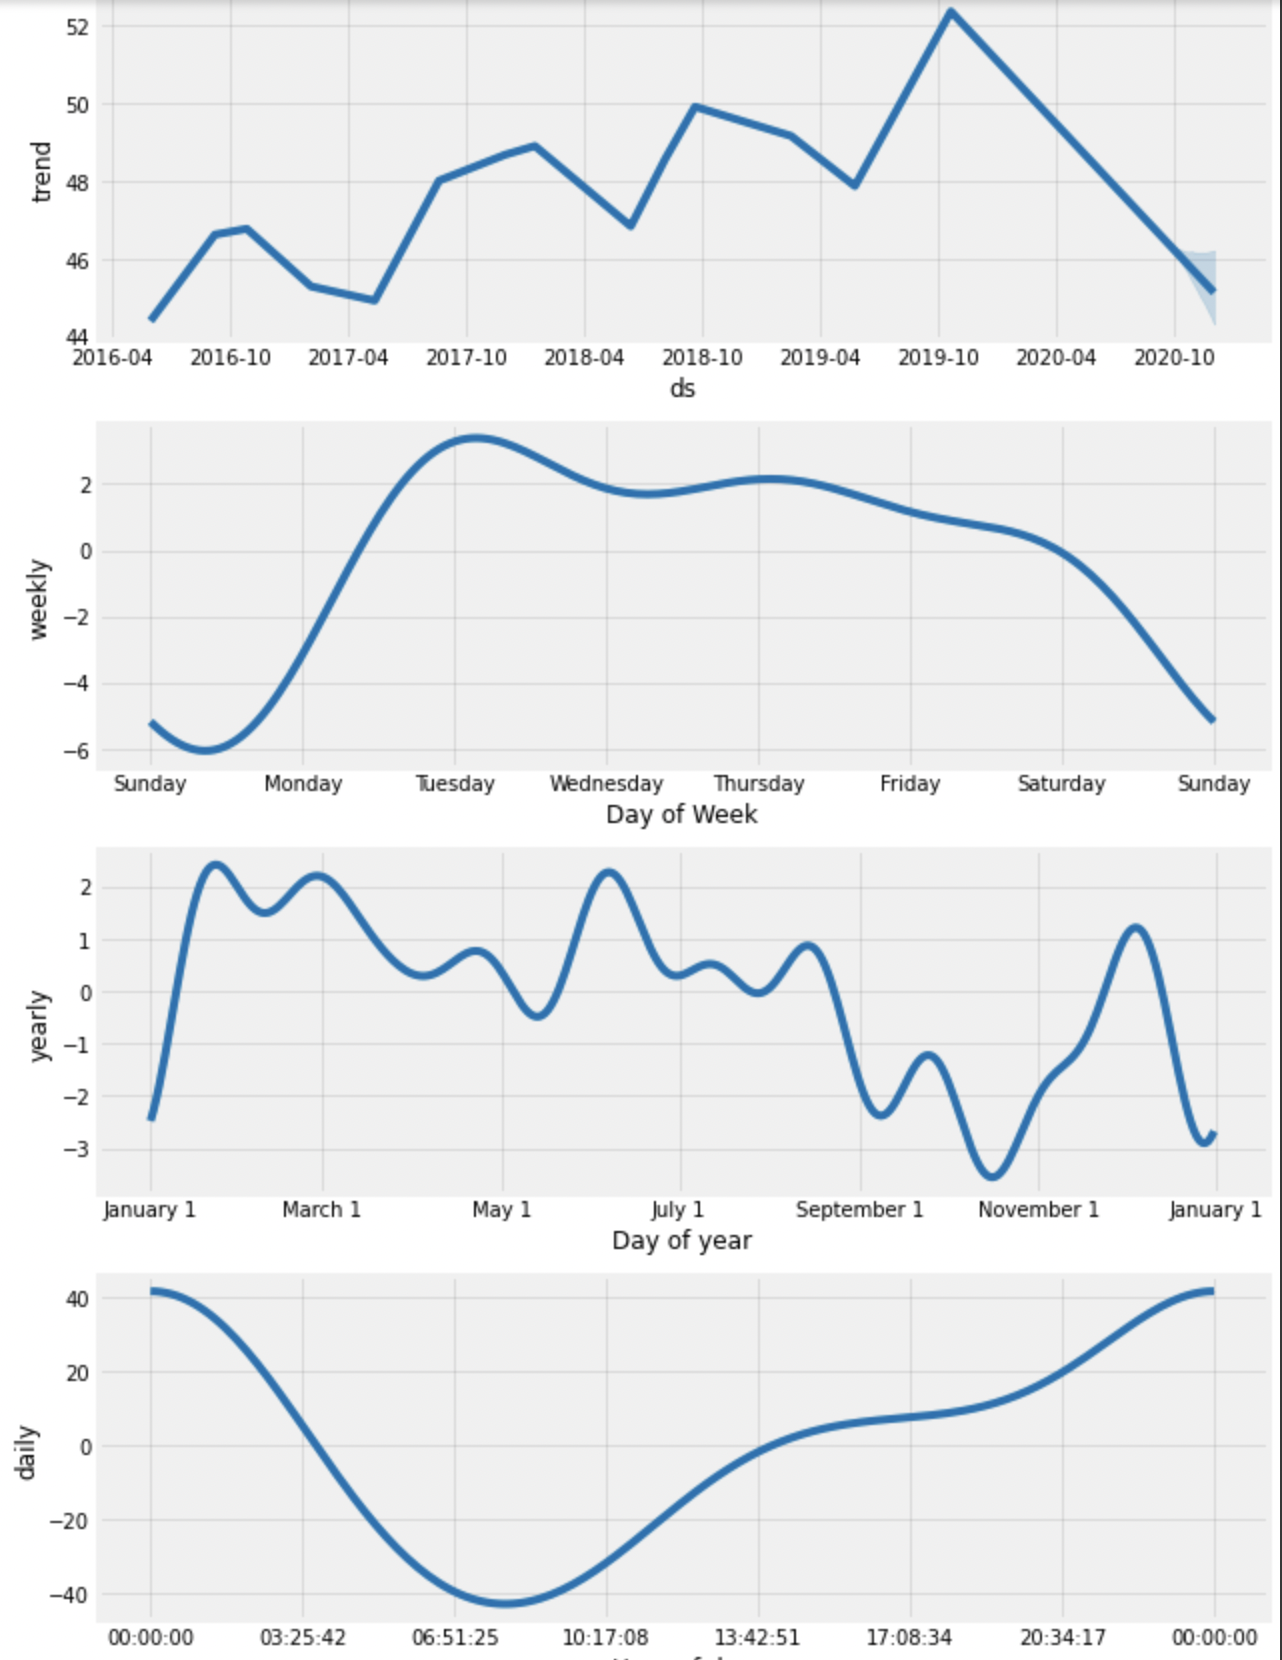 52
50
48
46
44
trend
2016-04 2016-10 2017-04 2017-10 2018-04 2018-10 2019-04 2019-10 2020-04 2020-10
ds
2
0
−2
−4
−6
weekly
Sunday Monday Tuesday Wednesday Thursday Friday Saturday Sunday
Day of Week
2
1
0
−1
−2
−3
yearly
January 1 March 1 May 1 July 1 September 1 November 1 January 1
Day of year
40
20
0
−20
−40
daily
00:00:00 03:25:42 06:51:25 10:17:08 13:42:51 17:08:34 20:34:17 00:00:00